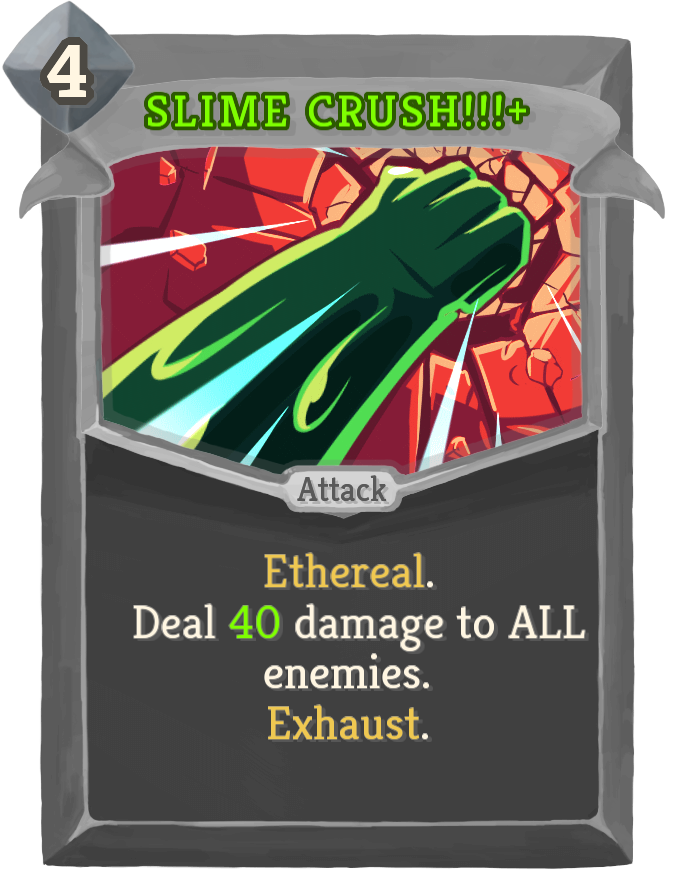 4
SLIME CRUSH!!!+
Attack
Ethereal.
Deal 40 damage to ALL
enemies.
Exhaust.